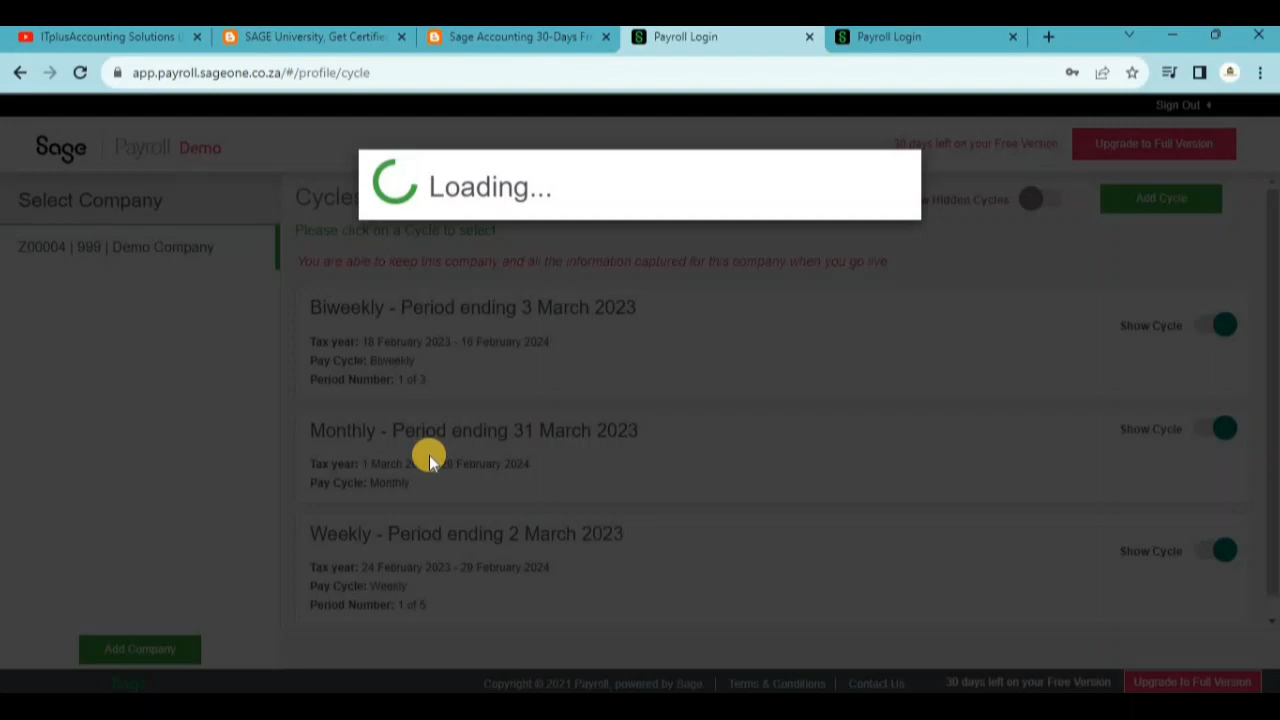 ITplusAccounting Solutions
SAGE University, Get Certifie
Sage Accounting 30-Days Fr
Payroll Login
Payroll Login
app.payroll.sageone.co.za/#/profile/cycle
Sign Out
Sage Payroll Demo
30 days left on your Free Version
Upgrade to Full Version
Loading...
Select Company
Cycles
Hidden Cycles
Add Cycle
Z00004 | 999 | Demo Company
Please click on a Cycle to select
You are able to keep this company and all the information captured for this company when you go live
Biweekly - Period ending 3 March 2023
Show Cycle
Tax year: 18 February 2023 - 16 February 2024
Pay Cycle: Biweekly
Period Number: 1 of 3
Monthly - Period ending 31 March 2023
Show Cycle
Tax year: 1 March February 2024
Pay Cycle: Monthly
Weekly - Period ending 2 March 2023
Show Cycle
Tax year: 24 February 2023 - 29 February 2024
Pay Cycle: Weekly
Period Number: 1 of 5
Add Company
Sage
Copyright © 2021 Payroll, powered by Sage | Terms & Conditions | Contact Us
30 days left on your Free Version
Upgrade to Full Version